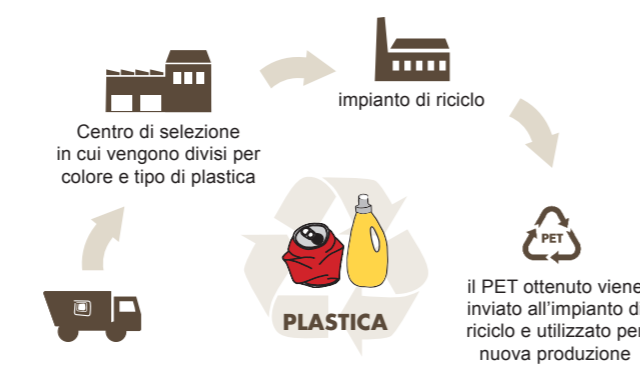 impianto di riciclo
Centro di selezione
in cui vengono divisi per
colore e tipo di plastica
PET
il PET ottenuto viene
inviato all'impianto di
riciclo e utilizzato per
nuova produzione
PLASTICA